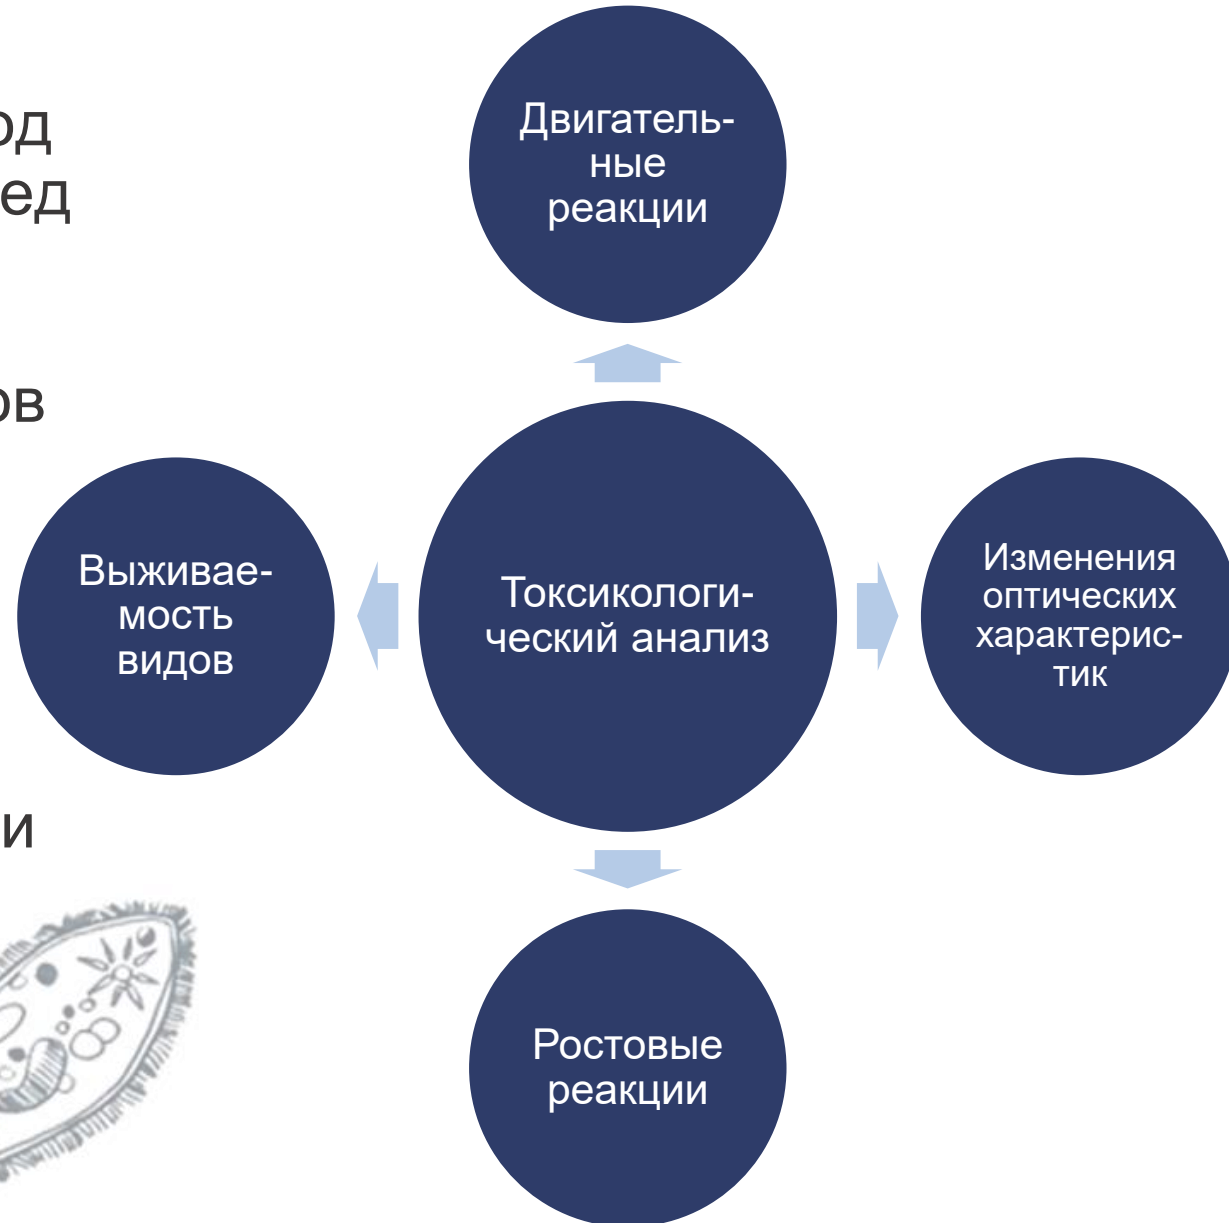 од
ед
ов
и
Двигатель-
ные
реакции
Выживае-
мость
видов
Токсикологи-
ческий анализ
Изменения
оптических
характерис-
тик
Ростовые
реакции